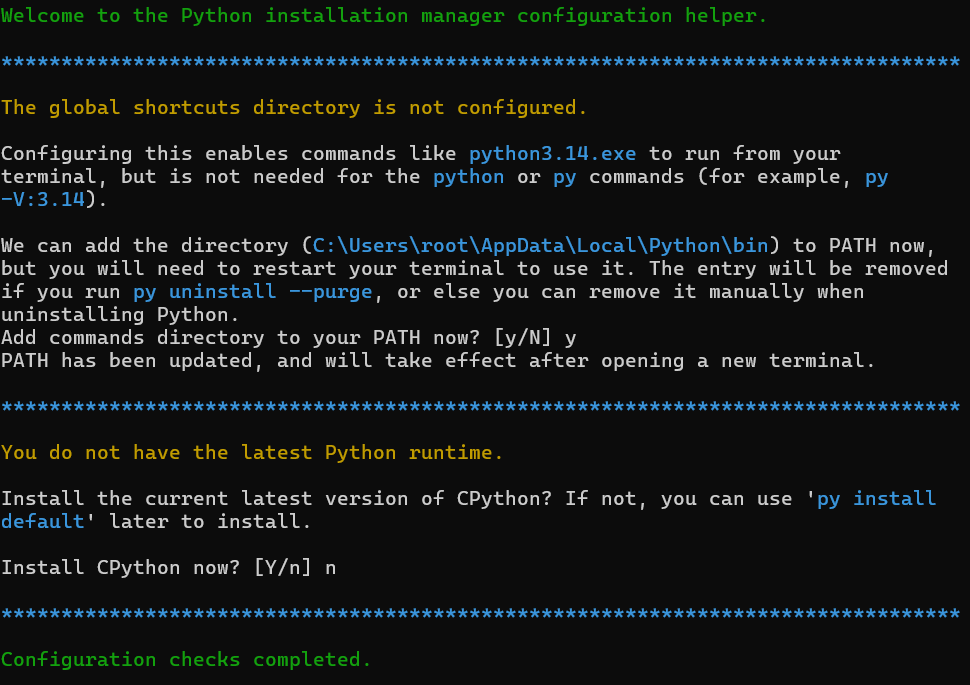 Welcome to the Python installation manager configuration helper.
********************************************************************************
The global shortcuts directory is not configured.
Configuring this enables commands like python3.14.exe to run from your
terminal, but is not needed for the python or py commands (for example, py
-V:3.14).
We can add the directory (C:\Users\root\AppData\Local\Python\bin) to PATH now,
but you will need to restart your terminal to use it. The entry will be removed
if you run py uninstall --purge, or else you can remove it manually when
uninstalling Python.
Add commands directory to your PATH now? [y/N] y
PATH has been updated, and will take effect after opening a new terminal.
********************************************************************************
You do not have the latest Python runtime.
Install the current latest version of CPython? If not, you can use 'py install
default' later to install.
Install CPython now? [Y/n] n
********************************************************************************
Configuration checks completed.